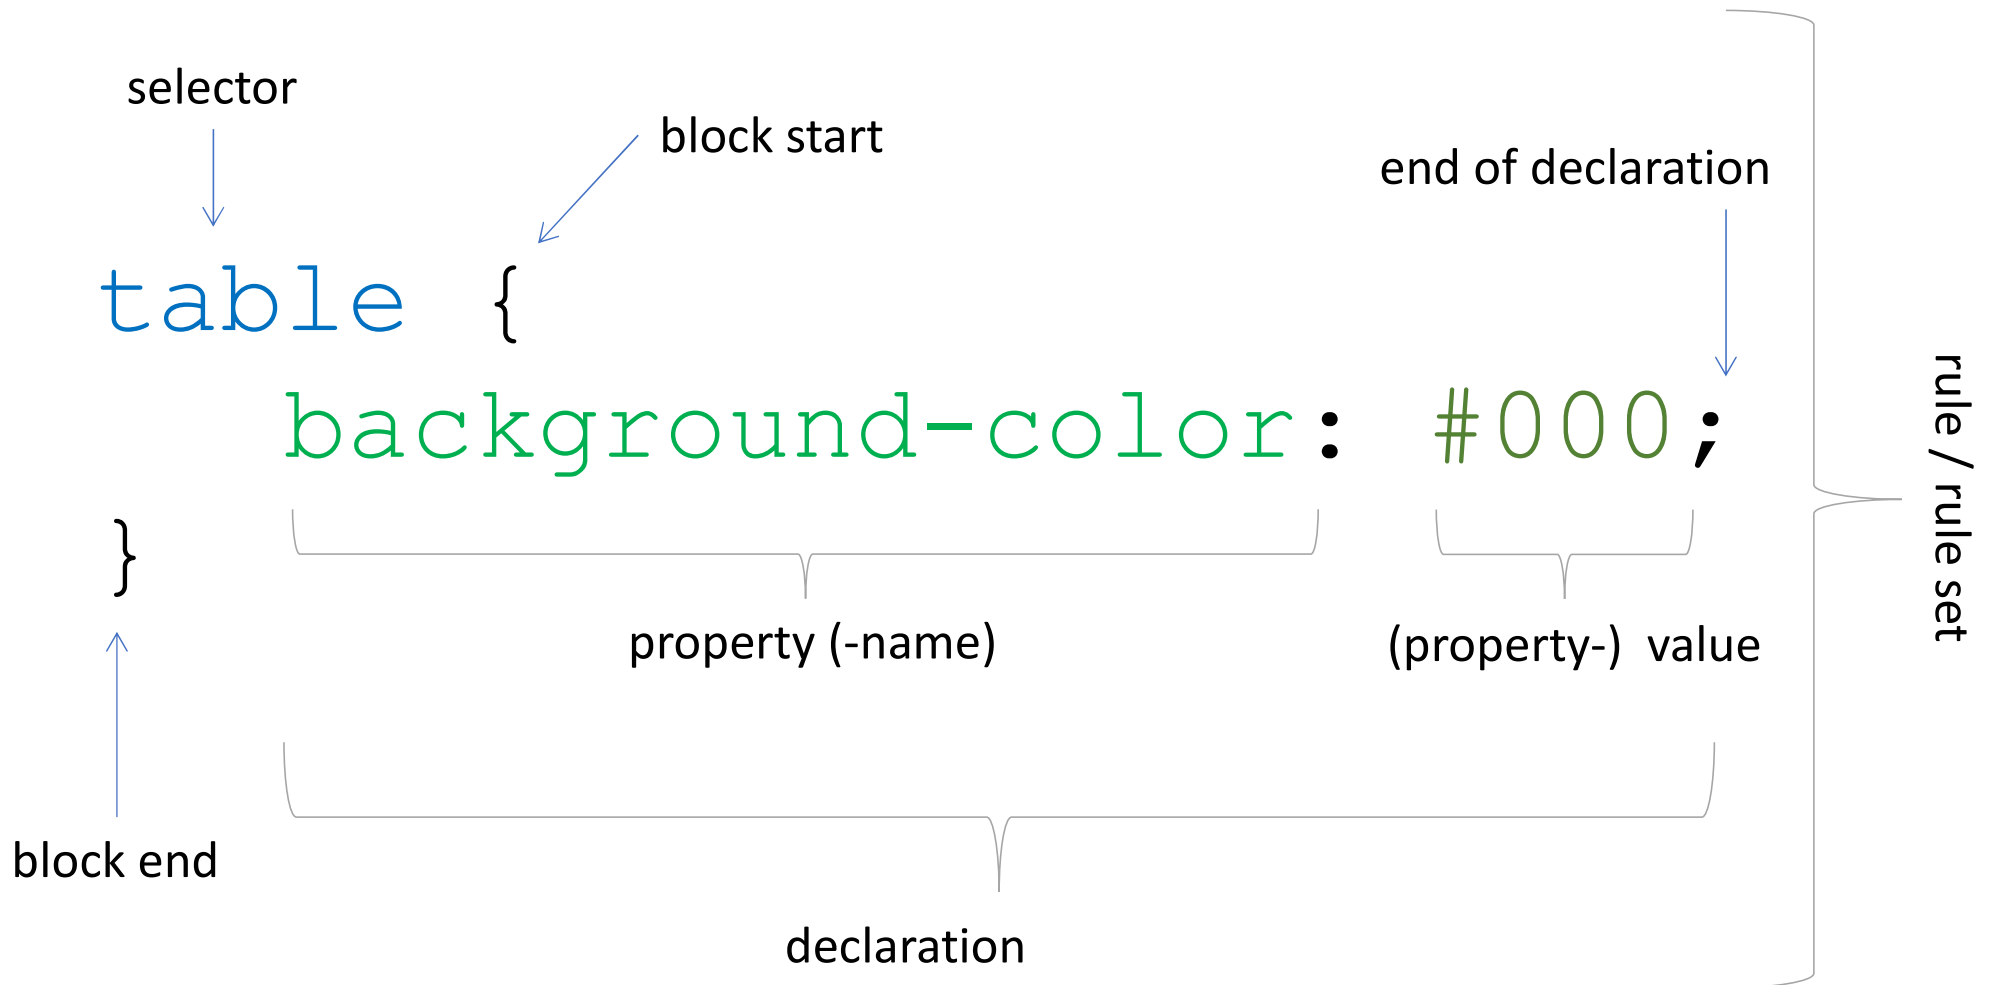 selector
block start
end of declaration
table {
background-color: #000;
}
property (-name)
(property-) value
block end
declaration
rule / rule set